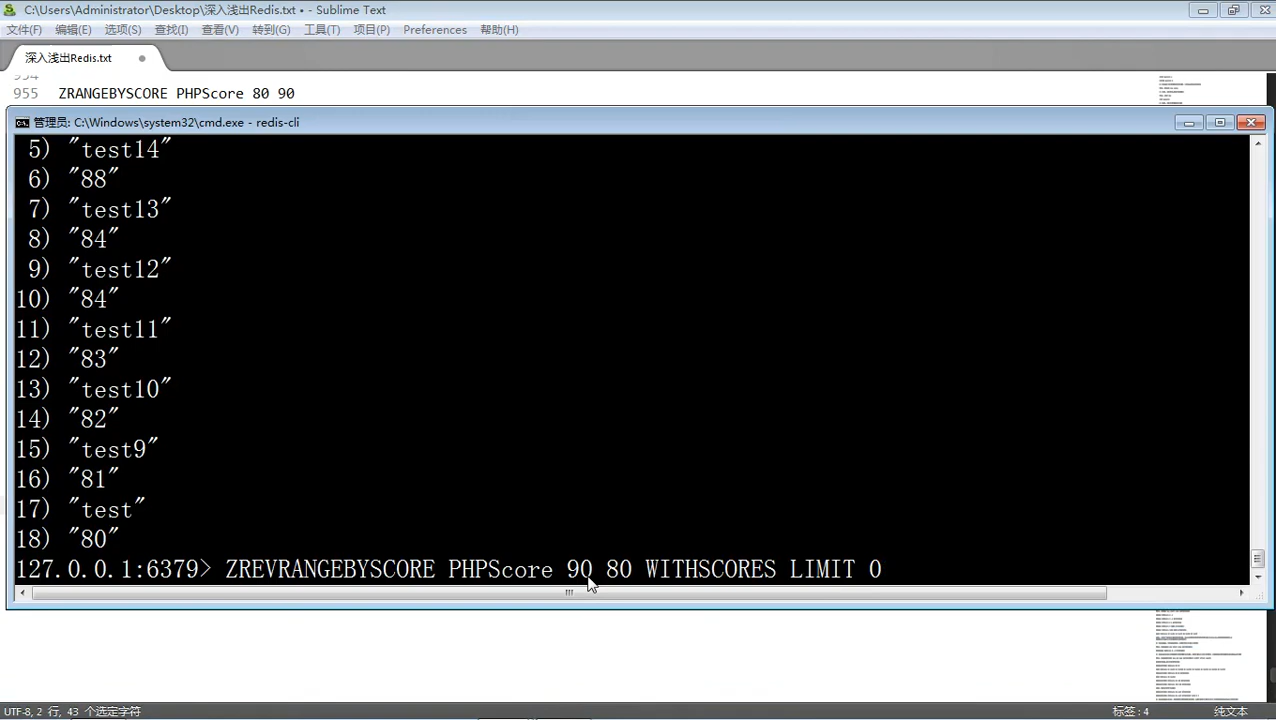 C:\Users\Administrator\Desktop\深入浅出Redis.txt • - Sublime Text
文件(F) 编辑(E) 选项(S) 查找(I) 查看(V) 转到(G) 工具(T) 项目(P) Preferences 帮助(H)
深入浅出Redis.txt
954
955 ZRANGEBYSCORE PHPScore 80 90
管理员: C:\Windows\system32\cmd.exe - redis-cli
5) "test14"
6) "88"
7) "test13"
8) "84"
9) "test12"
10) "84"
11) "test11"
12) "83"
13) "test10"
14) "82"
15) "test9"
16) "81"
17) "test"
18) "80"
127.0.0.1:6379> ZREVRANGEBYSCORE PHPScore 90 80 WITHSCORES LIMIT 0
43 个选定字符
标签: 4
纯文本